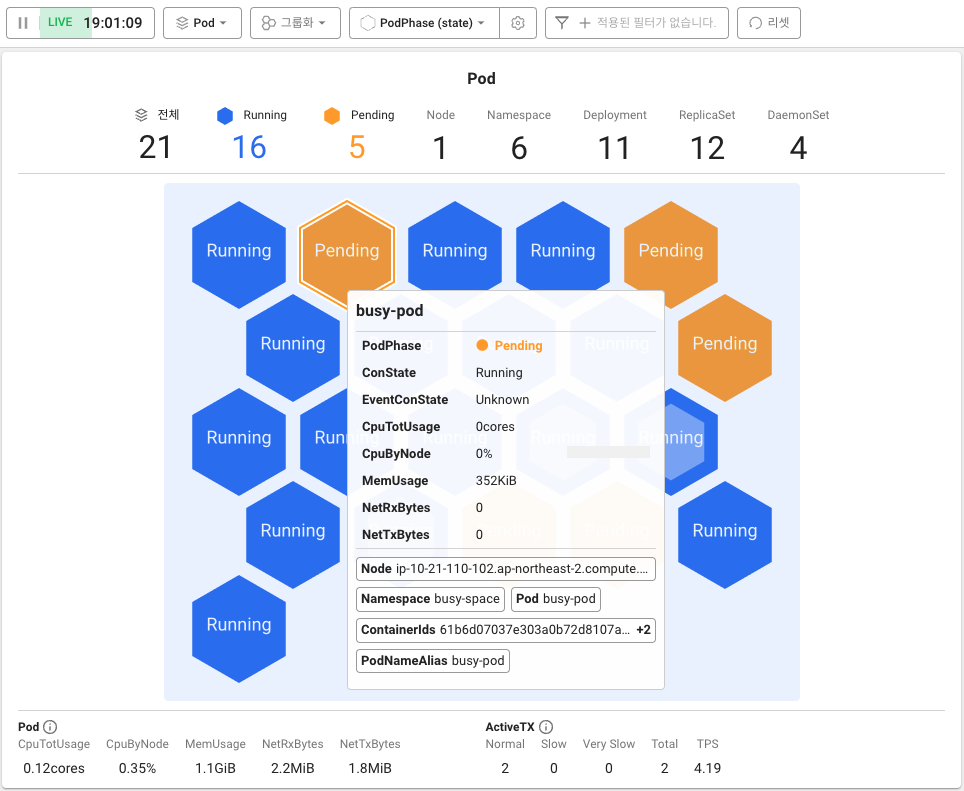 LIVE 19:01:09 Pod 그룹화 PodPhase (state) 적용된 필터가 없습니다. 리셋
Pod
전체 Running Pending Node Namespace Deployment ReplicaSet DaemonSet
21 16 5 1 6 11 12 4
Running Pending Running Running Pending
Running Running Pending
Running Running Running Running Running
Running Running
Running
busy-pod
PodPhase Pending
ConState Running
EventConState Unknown
CpuTotUsage 0cores
CpuByNode 0%
MemUsage 352KiB
NetRxBytes 0
NetTxBytes 0
Node ip-10-21-110-102.ap-northeast-2.compute....
Namespace busy-space Pod busy-pod
ContainerIds 61b6d07037e303a0b72d8107a... +2
PodNameAlias busy-pod
Pod ActiveTX
CpuTotUsage CpuByNode MemUsage NetRxBytes NetTxBytes Normal Slow Very Slow Total TPS
0.12cores 0.35% 1.1GiB 2.2MiB 1.8MiB 2 0 0 2 4.19